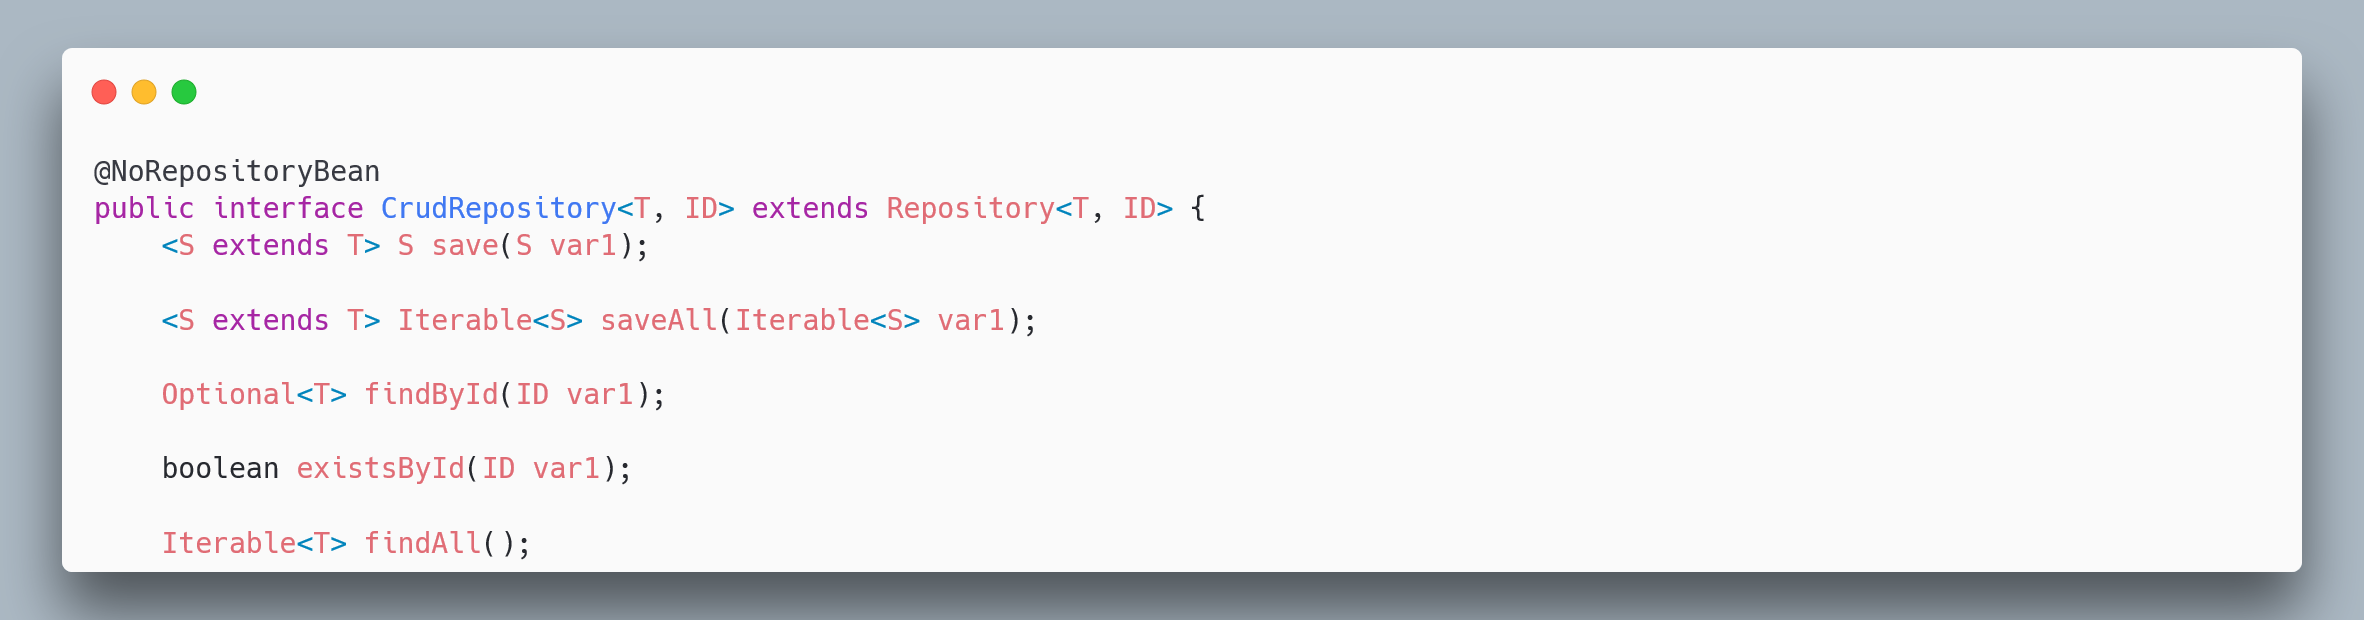 @NoRepositoryBean
public interface CrudRepository<T, ID> extends Repository<T, ID> {
    <S extends T> S save(S var1);
    <S extends T> Iterable<S> saveAll(Iterable<S> var1);
    Optional<T> findById(ID var1);
    boolean existsById(ID var1);
    Iterable<T> findAll();